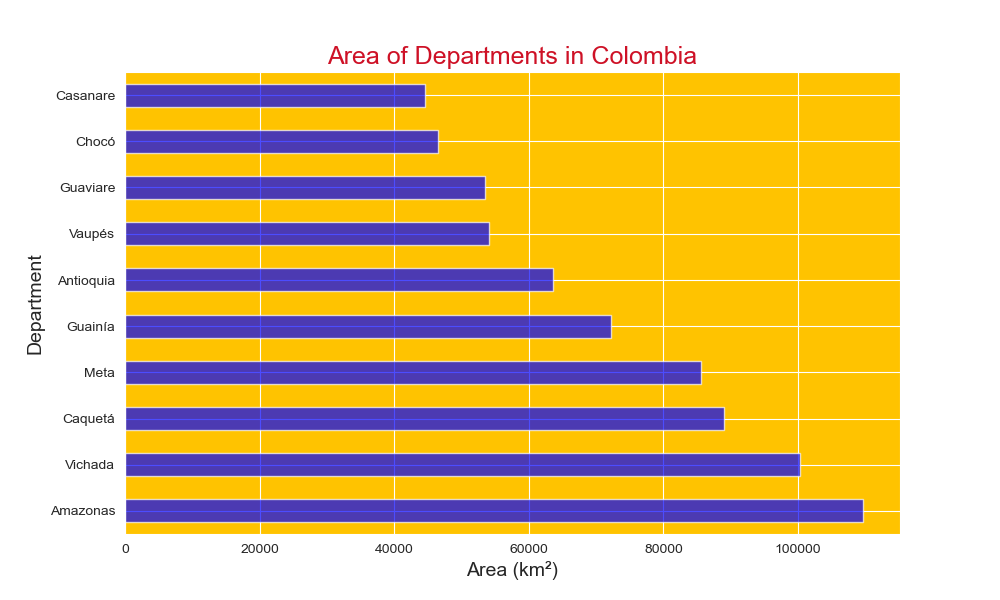 Area of Departments in Colombia
Department
Casanare
Chocó
Guaviare
Vaupés
Antioquia
Guainía
Meta
Caquetá
Vichada
Amazonas
0 20000 40000 60000 80000 100000
Area (km²)